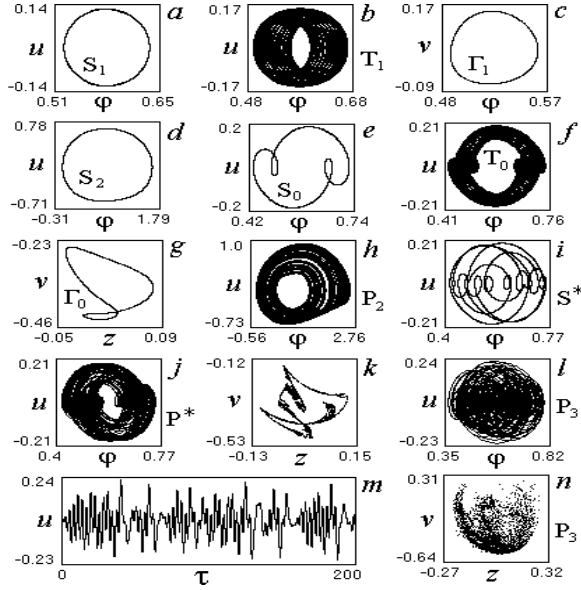 0.14 a
u
S₁
-0.14
0.51 φ 0.65
0.17 b
u
T₁
-0.17
0.48 φ 0.68
0.17 c
v
Γ₁
-0.09
0.48 φ 0.57
0.78 d
u
S₂
-0.71
-0.31 φ 1.79
0.2 e
u
S₀
-0.2
0.42 φ 0.74
0.21 f
u
T₀
-0.21
0.41 φ 0.76
-0.23 g
v
Γ₀
-0.46
-0.05 z 0.09
1.0 h
u
P₂
-0.73
-0.56 φ 2.76
0.21 i
u
S*
-0.21
0.4 φ 0.77
0.21 j
u
P*
-0.21
0.4 φ 0.77
-0.12 k
v
-0.53
-0.13 z 0.15
0.24 l
u
P₃
-0.23
0.35 φ 0.82
0.24 m
u
-0.23
0 τ 200
0.31 n
v
P₃
-0.64
-0.27 z 0.32